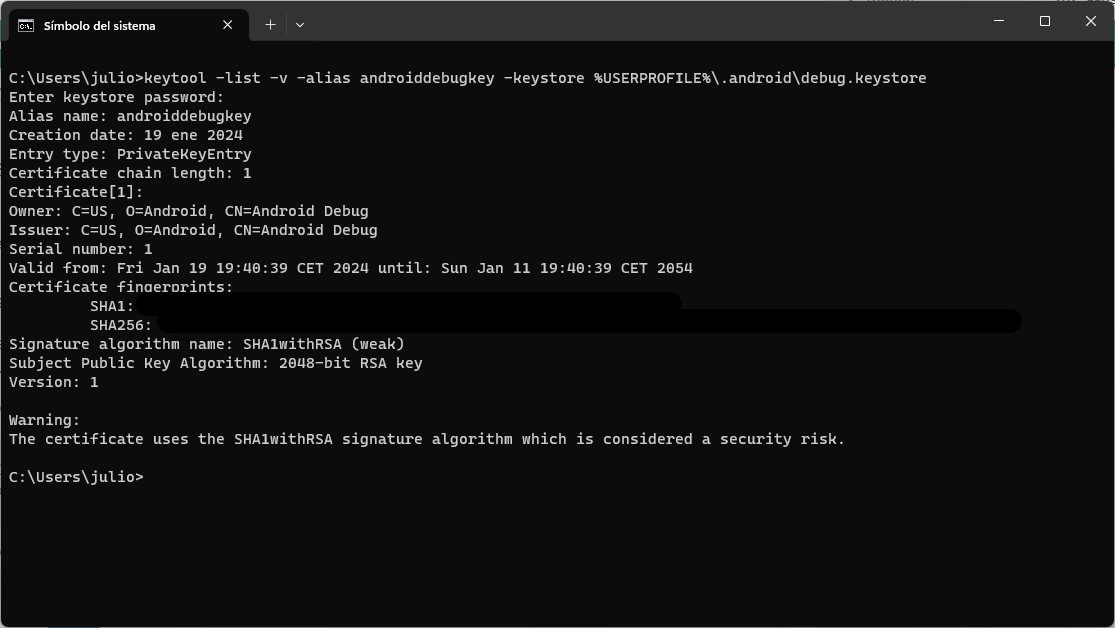 Símbolo del sistema
C:\Users\julio>keytool -list -v -alias androiddebugkey -keystore %USERPROFILE%\.android\debug.keystore
Enter keystore password:
Alias name: androiddebugkey
Creation date: 19 ene 2024
Entry type: PrivateKeyEntry
Certificate chain length: 1
Certificate[1]:
Owner: C=US, O=Android, CN=Android Debug
Issuer: C=US, O=Android, CN=Android Debug
Serial number: 1
Valid from: Fri Jan 19 19:40:39 CET 2024 until: Sun Jan 11 19:40:39 CET 2054
Certificate fingerprints:
SHA1:
SHA256:
Signature algorithm name: SHA1withRSA (weak)
Subject Public Key Algorithm: 2048-bit RSA key
Version: 1
Warning:
The certificate uses the SHA1withRSA signature algorithm which is considered a security risk.
C:\Users\julio>